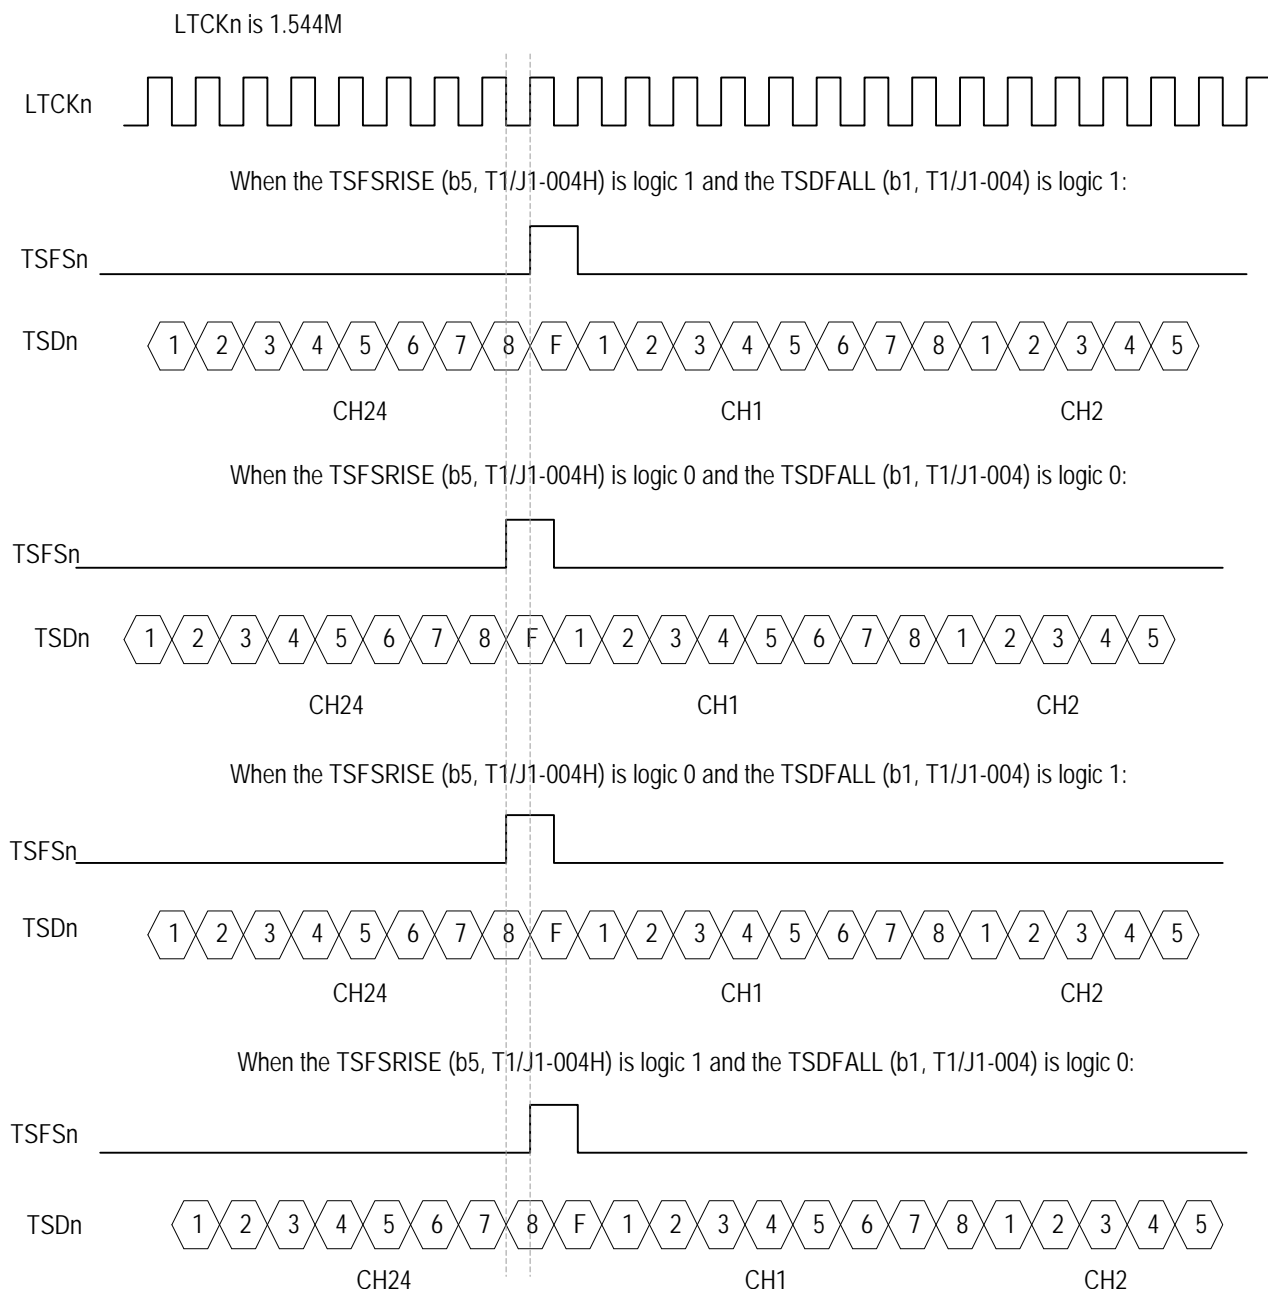 LTCKn is 1.544M
LTCKn
When the TSFSRISE (b5, T1/J1-004H) is logic 1 and the TSDFALL (b1, T1/J1-004) is logic 1:
TSFSn
TSDn 1 2 3 4 5 6 7 8 F 1 2 3 4 5 6 7 8 1 2 3 4 5
CH24 CH1 CH2
When the TSFSRISE (b5, T1/J1-004H) is logic 0 and the TSDFALL (b1, T1/J1-004) is logic 0:
TSFSn
TSDn 1 2 3 4 5 6 7 8 F 1 2 3 4 5 6 7 8 1 2 3 4 5
CH24 CH1 CH2
When the TSFSRISE (b5, T1/J1-004H) is logic 0 and the TSDFALL (b1, T1/J1-004) is logic 1:
TSFSn
TSDn 1 2 3 4 5 6 7 8 F 1 2 3 4 5 6 7 8 1 2 3 4 5
CH24 CH1 CH2
When the TSFSRISE (b5, T1/J1-004H) is logic 1 and the TSDFALL (b1, T1/J1-004) is logic 0:
TSFSn
TSDn 1 2 3 4 5 6 7 8 F 1 2 3 4 5 6 7 8 1 2 3 4 5
CH24 CH1 CH2